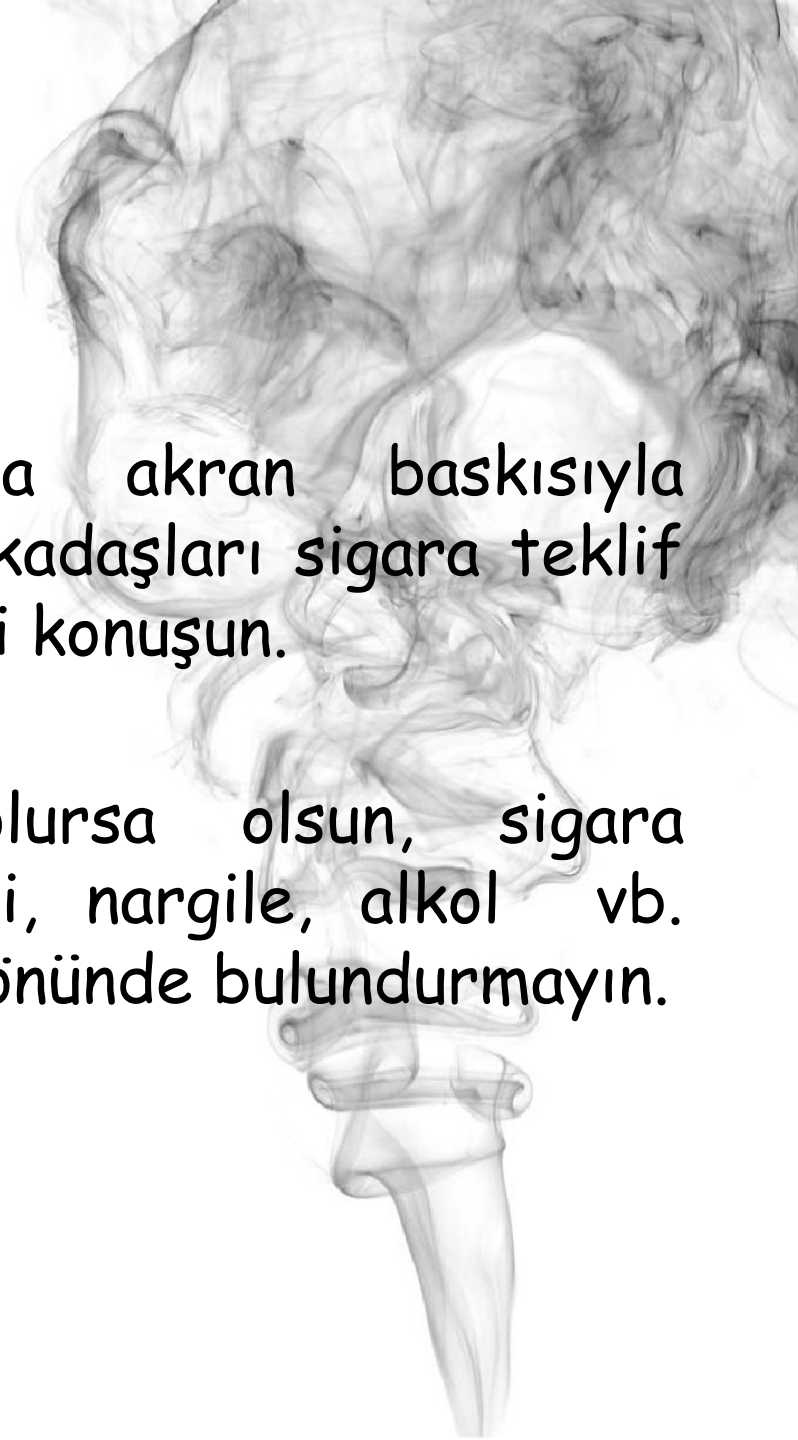 a akran baskısıyla
kadaşları sigara teklif
i konuşun.
olursa olsun, sigara
i, nargile, alkol vb.
önünde bulundurmayın.